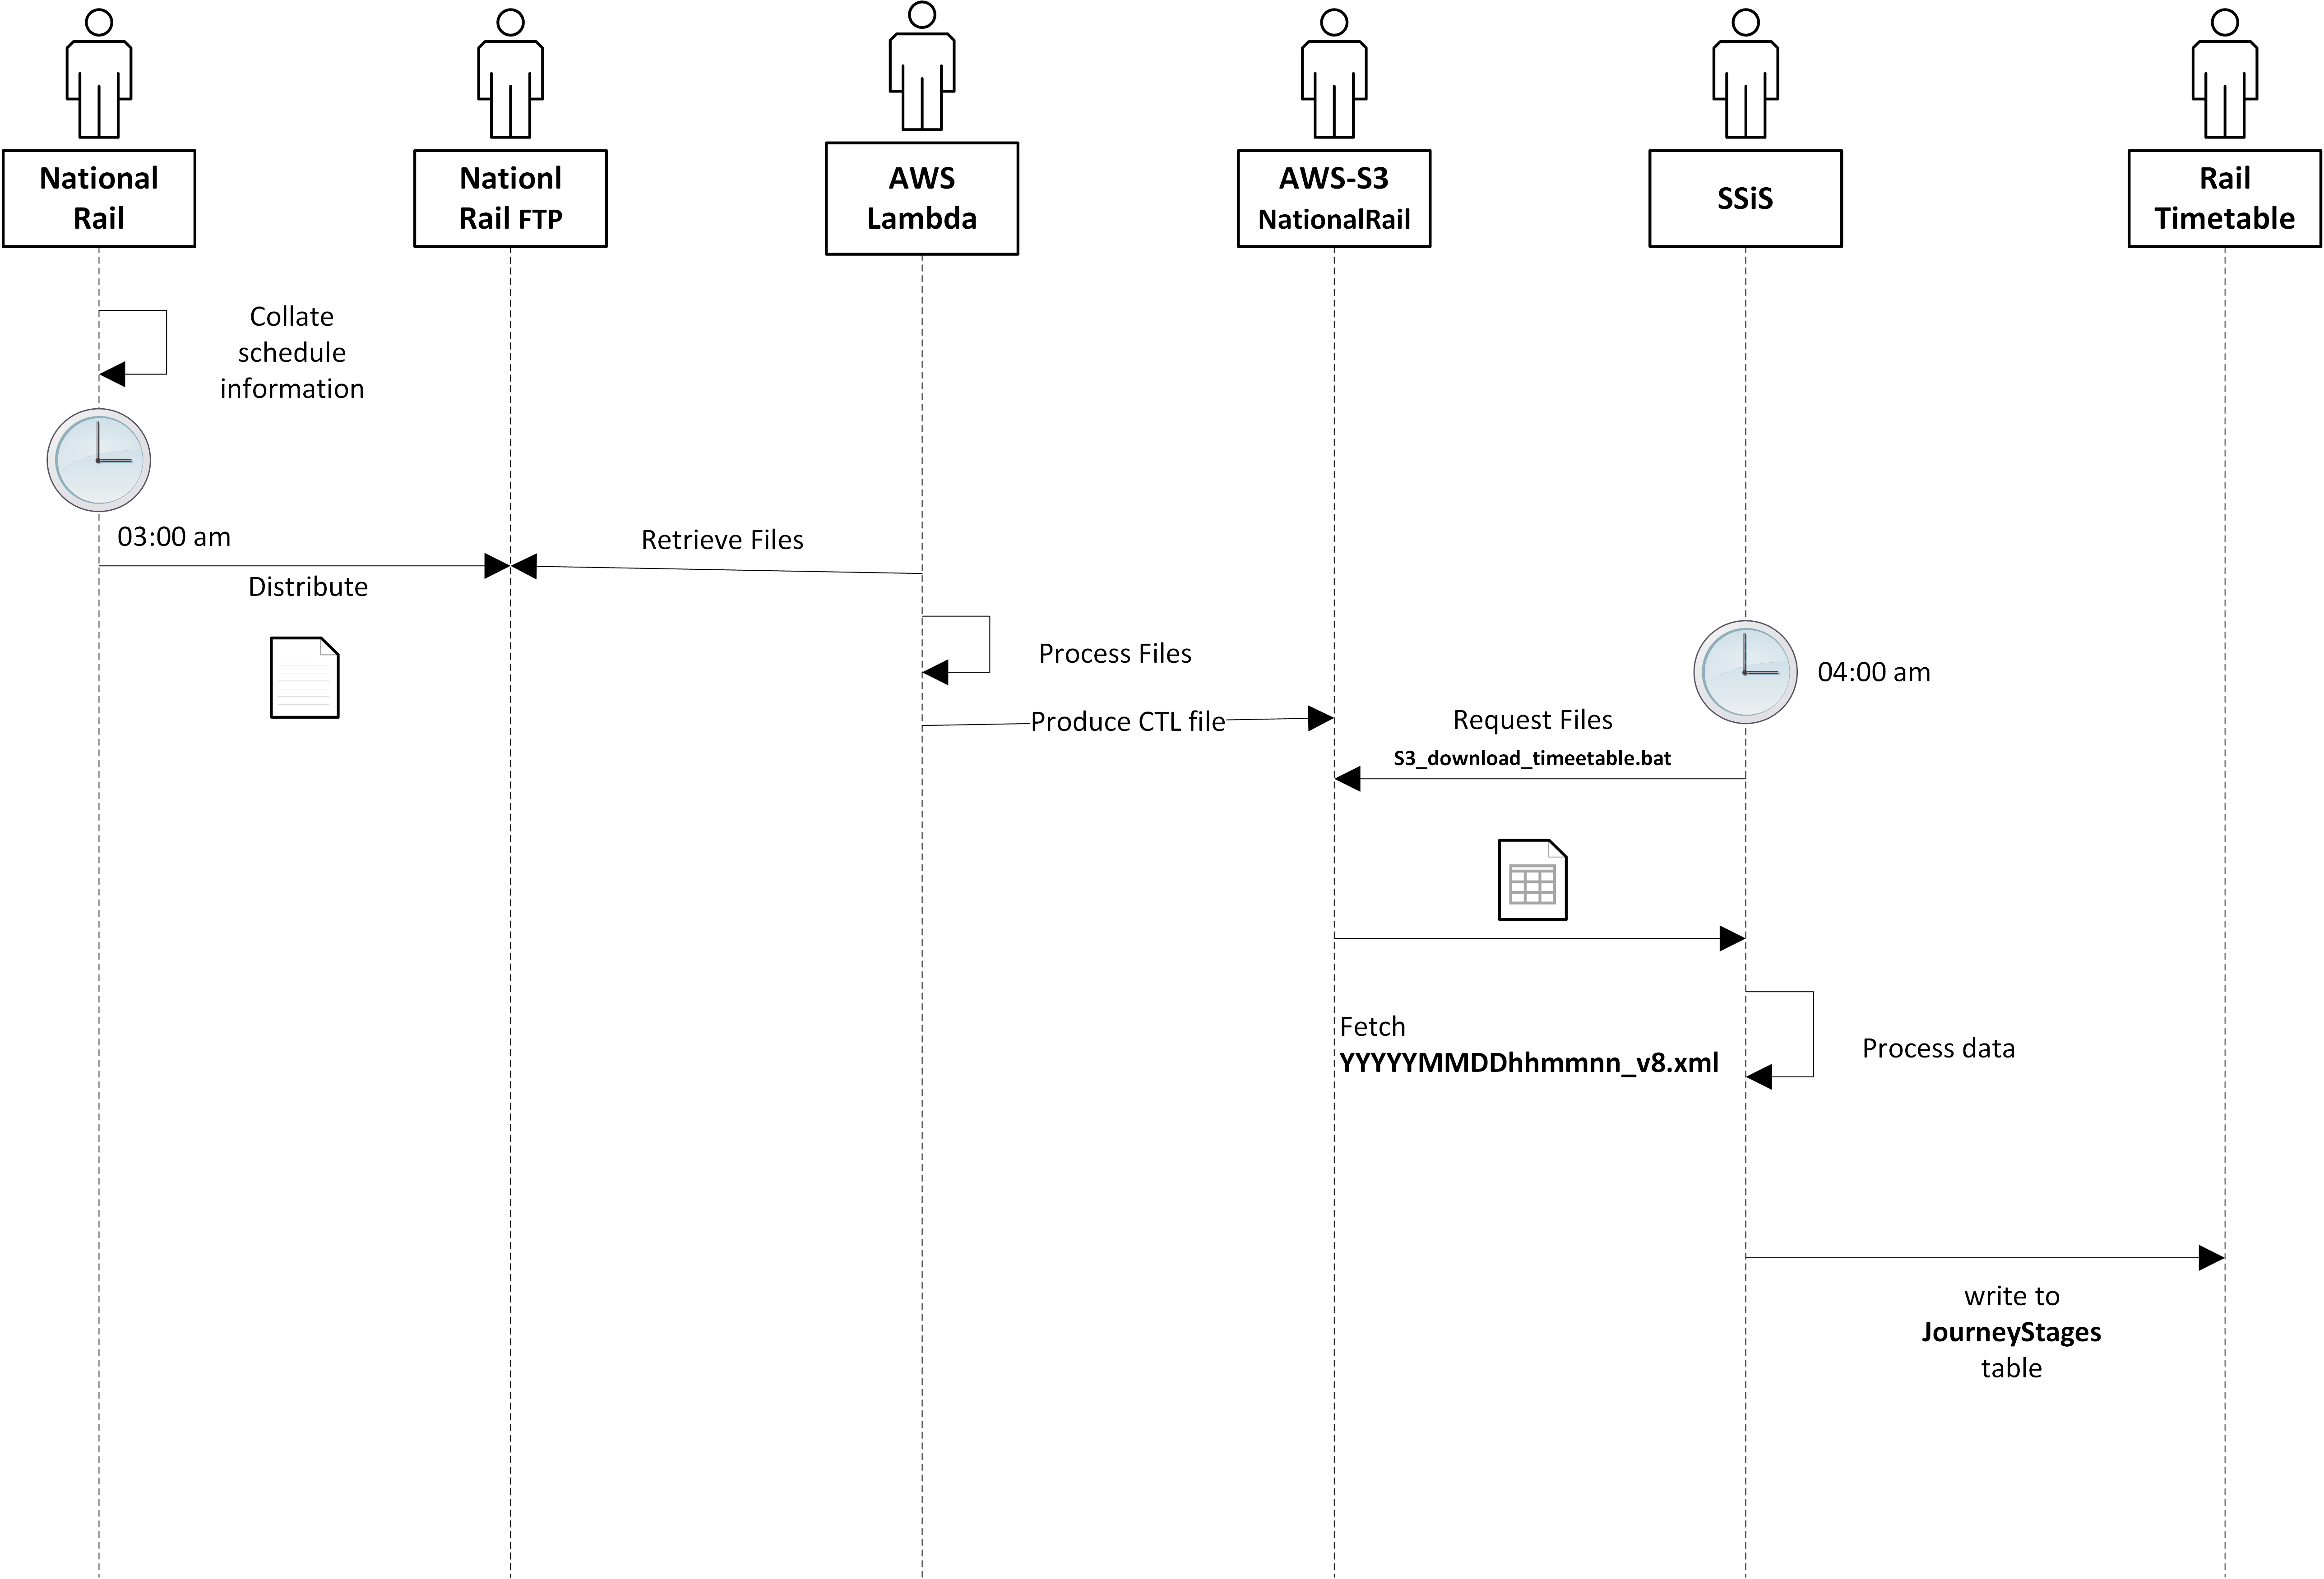 National
Rail
Nationl
Rail FTP
AWS
Lambda
AWS-S3
NationalRail
SSiS
Rail
Timetable
Collate
schedule
information
03:00 am
Distribute
Retrieve Files
Process Files
Produce CTL file
04:00 am
Request Files
S3_download_timeetable.bat
Fetch
YYYYYMMDDhhmmnn_v8.xml
Process data
write to
JourneyStages
table